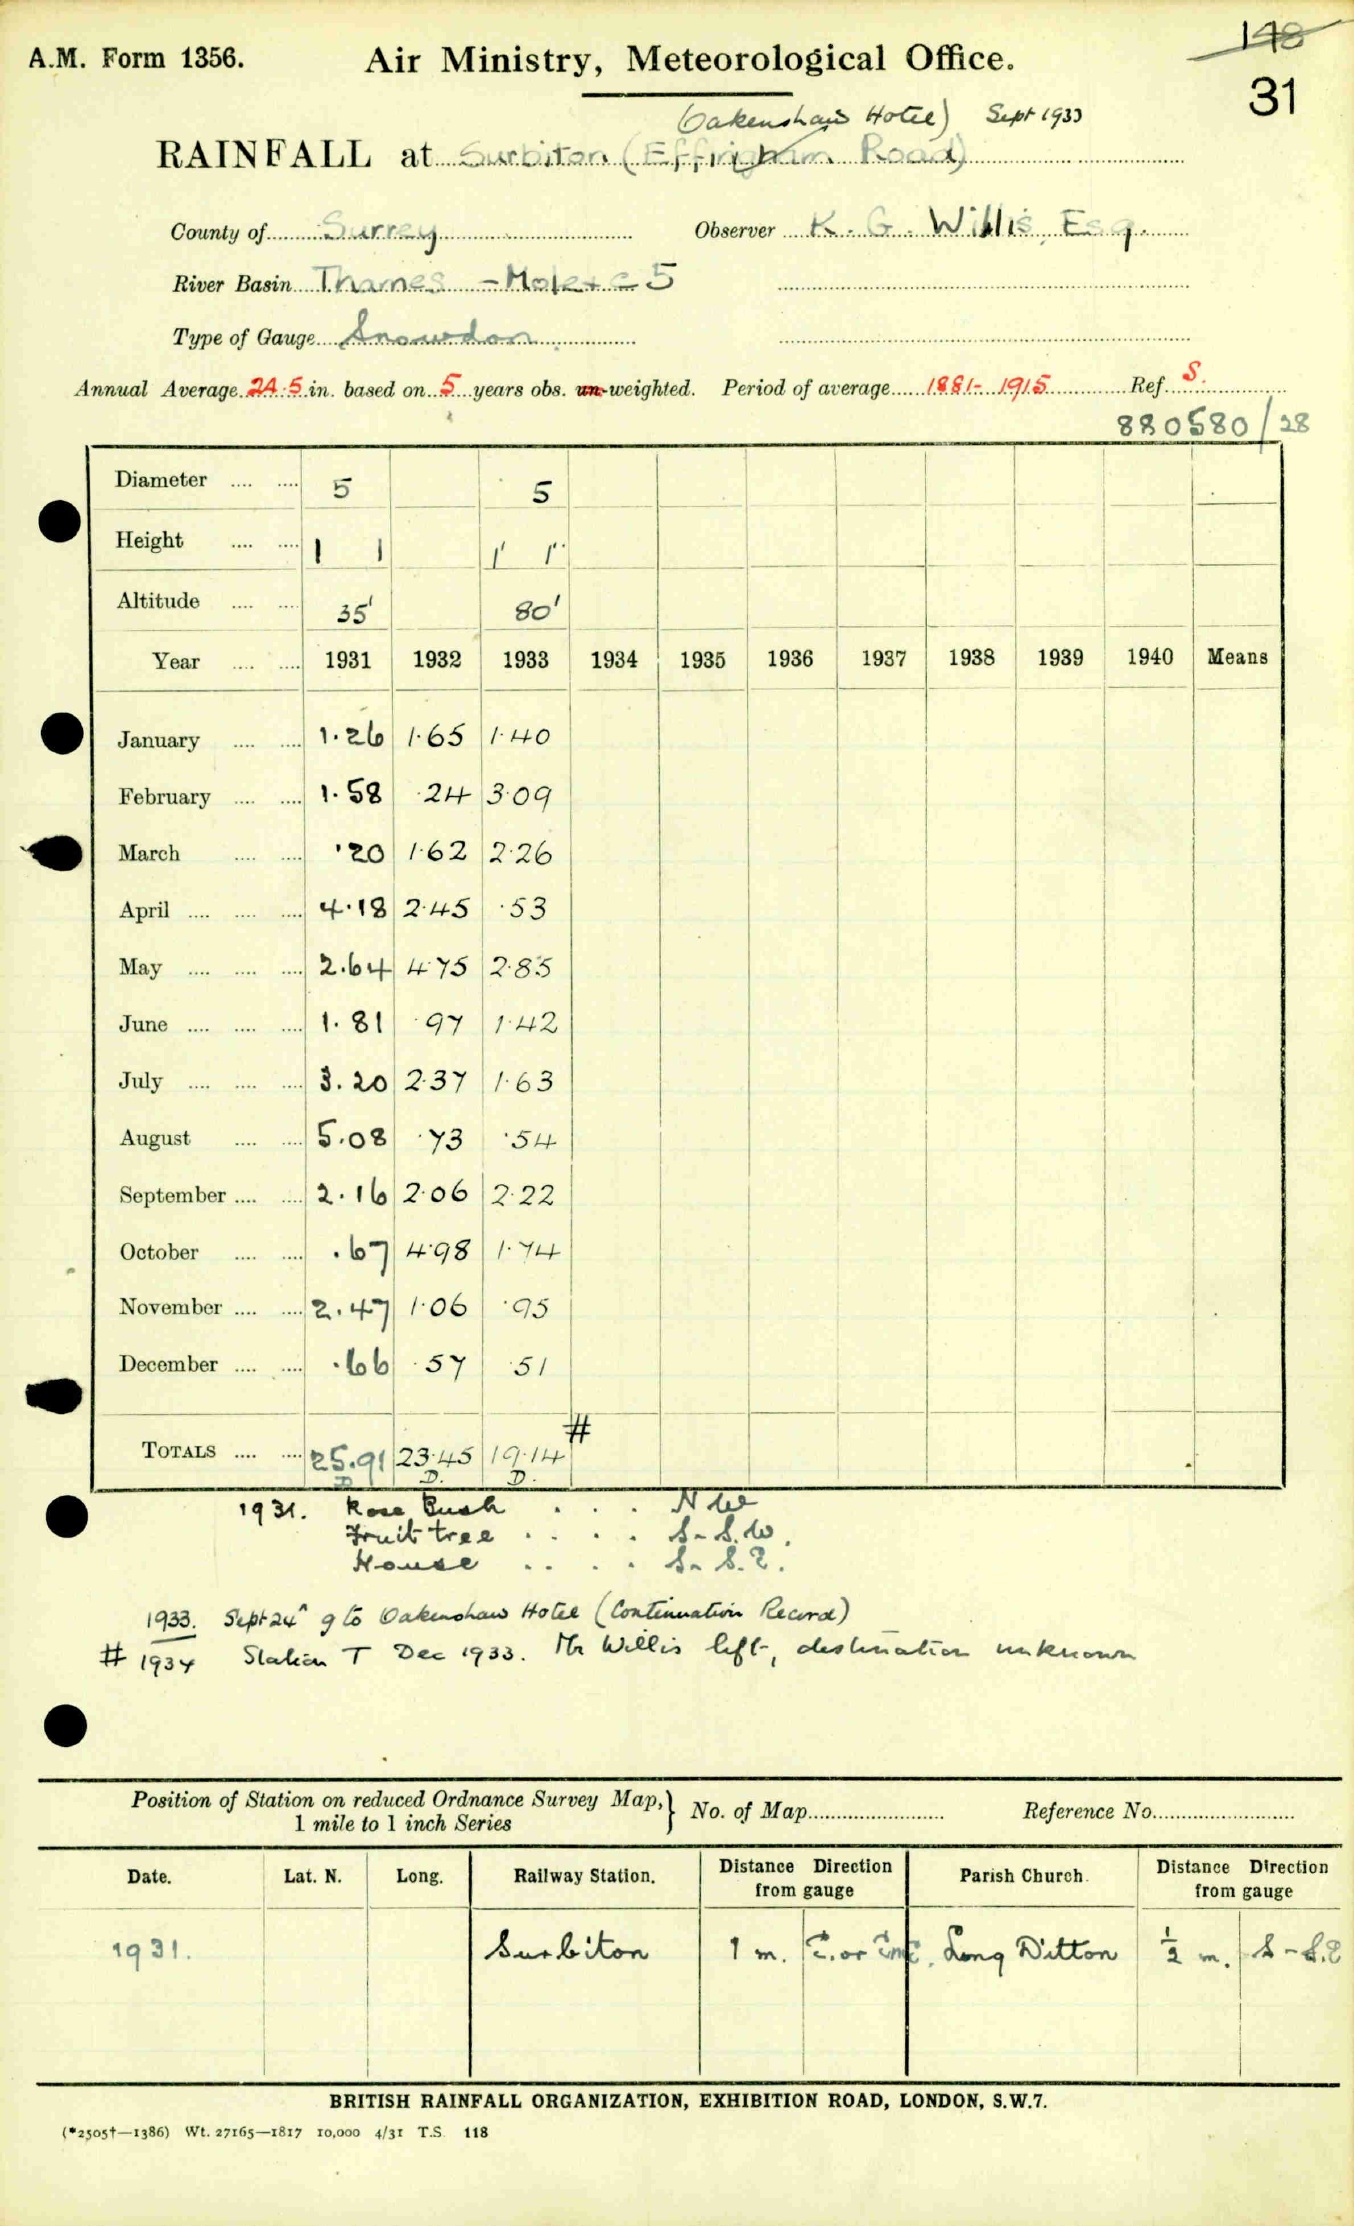 148
A.M. Form 1356. Air Ministry, Meteorological Office.
31
(Oakenshaw Hotel) Sept 1933
RAINFALL at Surbiton (Effingham Road)
County of Surrey Observer K. G. Willis, Esq.
River Basin Thames - Mole &c 5
Type of Gauge Snowdon
Annual Average 24.5 in. based on 5 years obs. un-weighted. Period of average 1881-1915 Ref. S.
880580/28
Diameter .... .... 5 5
Height .... .... 1 1 1' 1"
Altitude .... .... 35' 80'
Year .... .... 1931 1932 1933 1934 1935 1936 1937 1938 1939 1940 Means
January .... .... 1.26 1.65 1.40
February .... .... 1.58 .24 3.09
March .... .... .20 1.62 2.26
April .... .... .... 4.18 2.45 .53
May .... .... .... 2.64 4.75 2.85
June .... .... .... 1.81 .97 1.42
July .... .... .... 3.20 2.37 1.63
August .... .... 5.08 .73 .54
September .... .... 2.16 2.06 2.22
October .... .... .67 4.98 1.74
November .... .... 2.47 1.06 .95
December .... .... .66 .57 .51
#
TOTALS .... .... 25.91 23.45 19.14
D D. D.
1931. Rose Bush . . . N W
Fruit tree . . . . S-S.W.
House . . . . S-S.E.
1933. Sept 24th g to Oakenshaw Hotel (Continuation Record)
# 1934 Station T Dec 1933. Mr Willis left, destination unknown
Position of Station on reduced Ordnance Survey Map, } No. of Map Reference No.
1 mile to 1 inch Series
Date. Lat. N. Long. Railway Station. Distance Direction from gauge Parish Church. Distance Direction from gauge
1931. Surbiton 1 m. E. or ENE. Long Ditton ½ m. S-S.E
BRITISH RAINFALL ORGANIZATION, EXHIBITION ROAD, LONDON, S.W.7.
(*2505†—1386) Wt. 27165—1817 10,000 4/31 T.S. 118